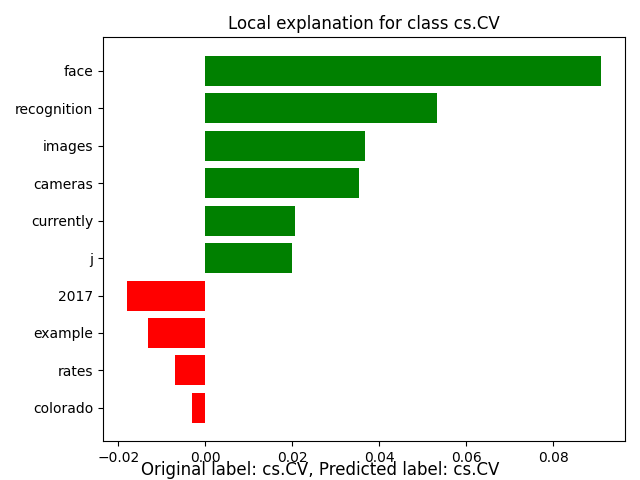 Local explanation for class cs.CV
face
recognition
images
cameras
currently
j
2017
example
rates
colorado
−0.02 0.00 0.02 0.04 0.06 0.08
Original label: cs.CV, Predicted label: cs.CV